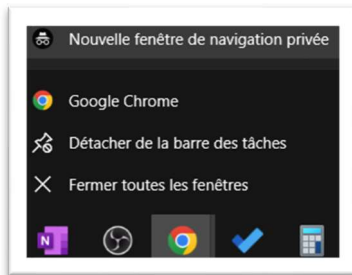 Nouvelle fenêtre de navigation privée
Google Chrome
Détacher de la barre des tâches
Fermer toutes les fenêtres
N